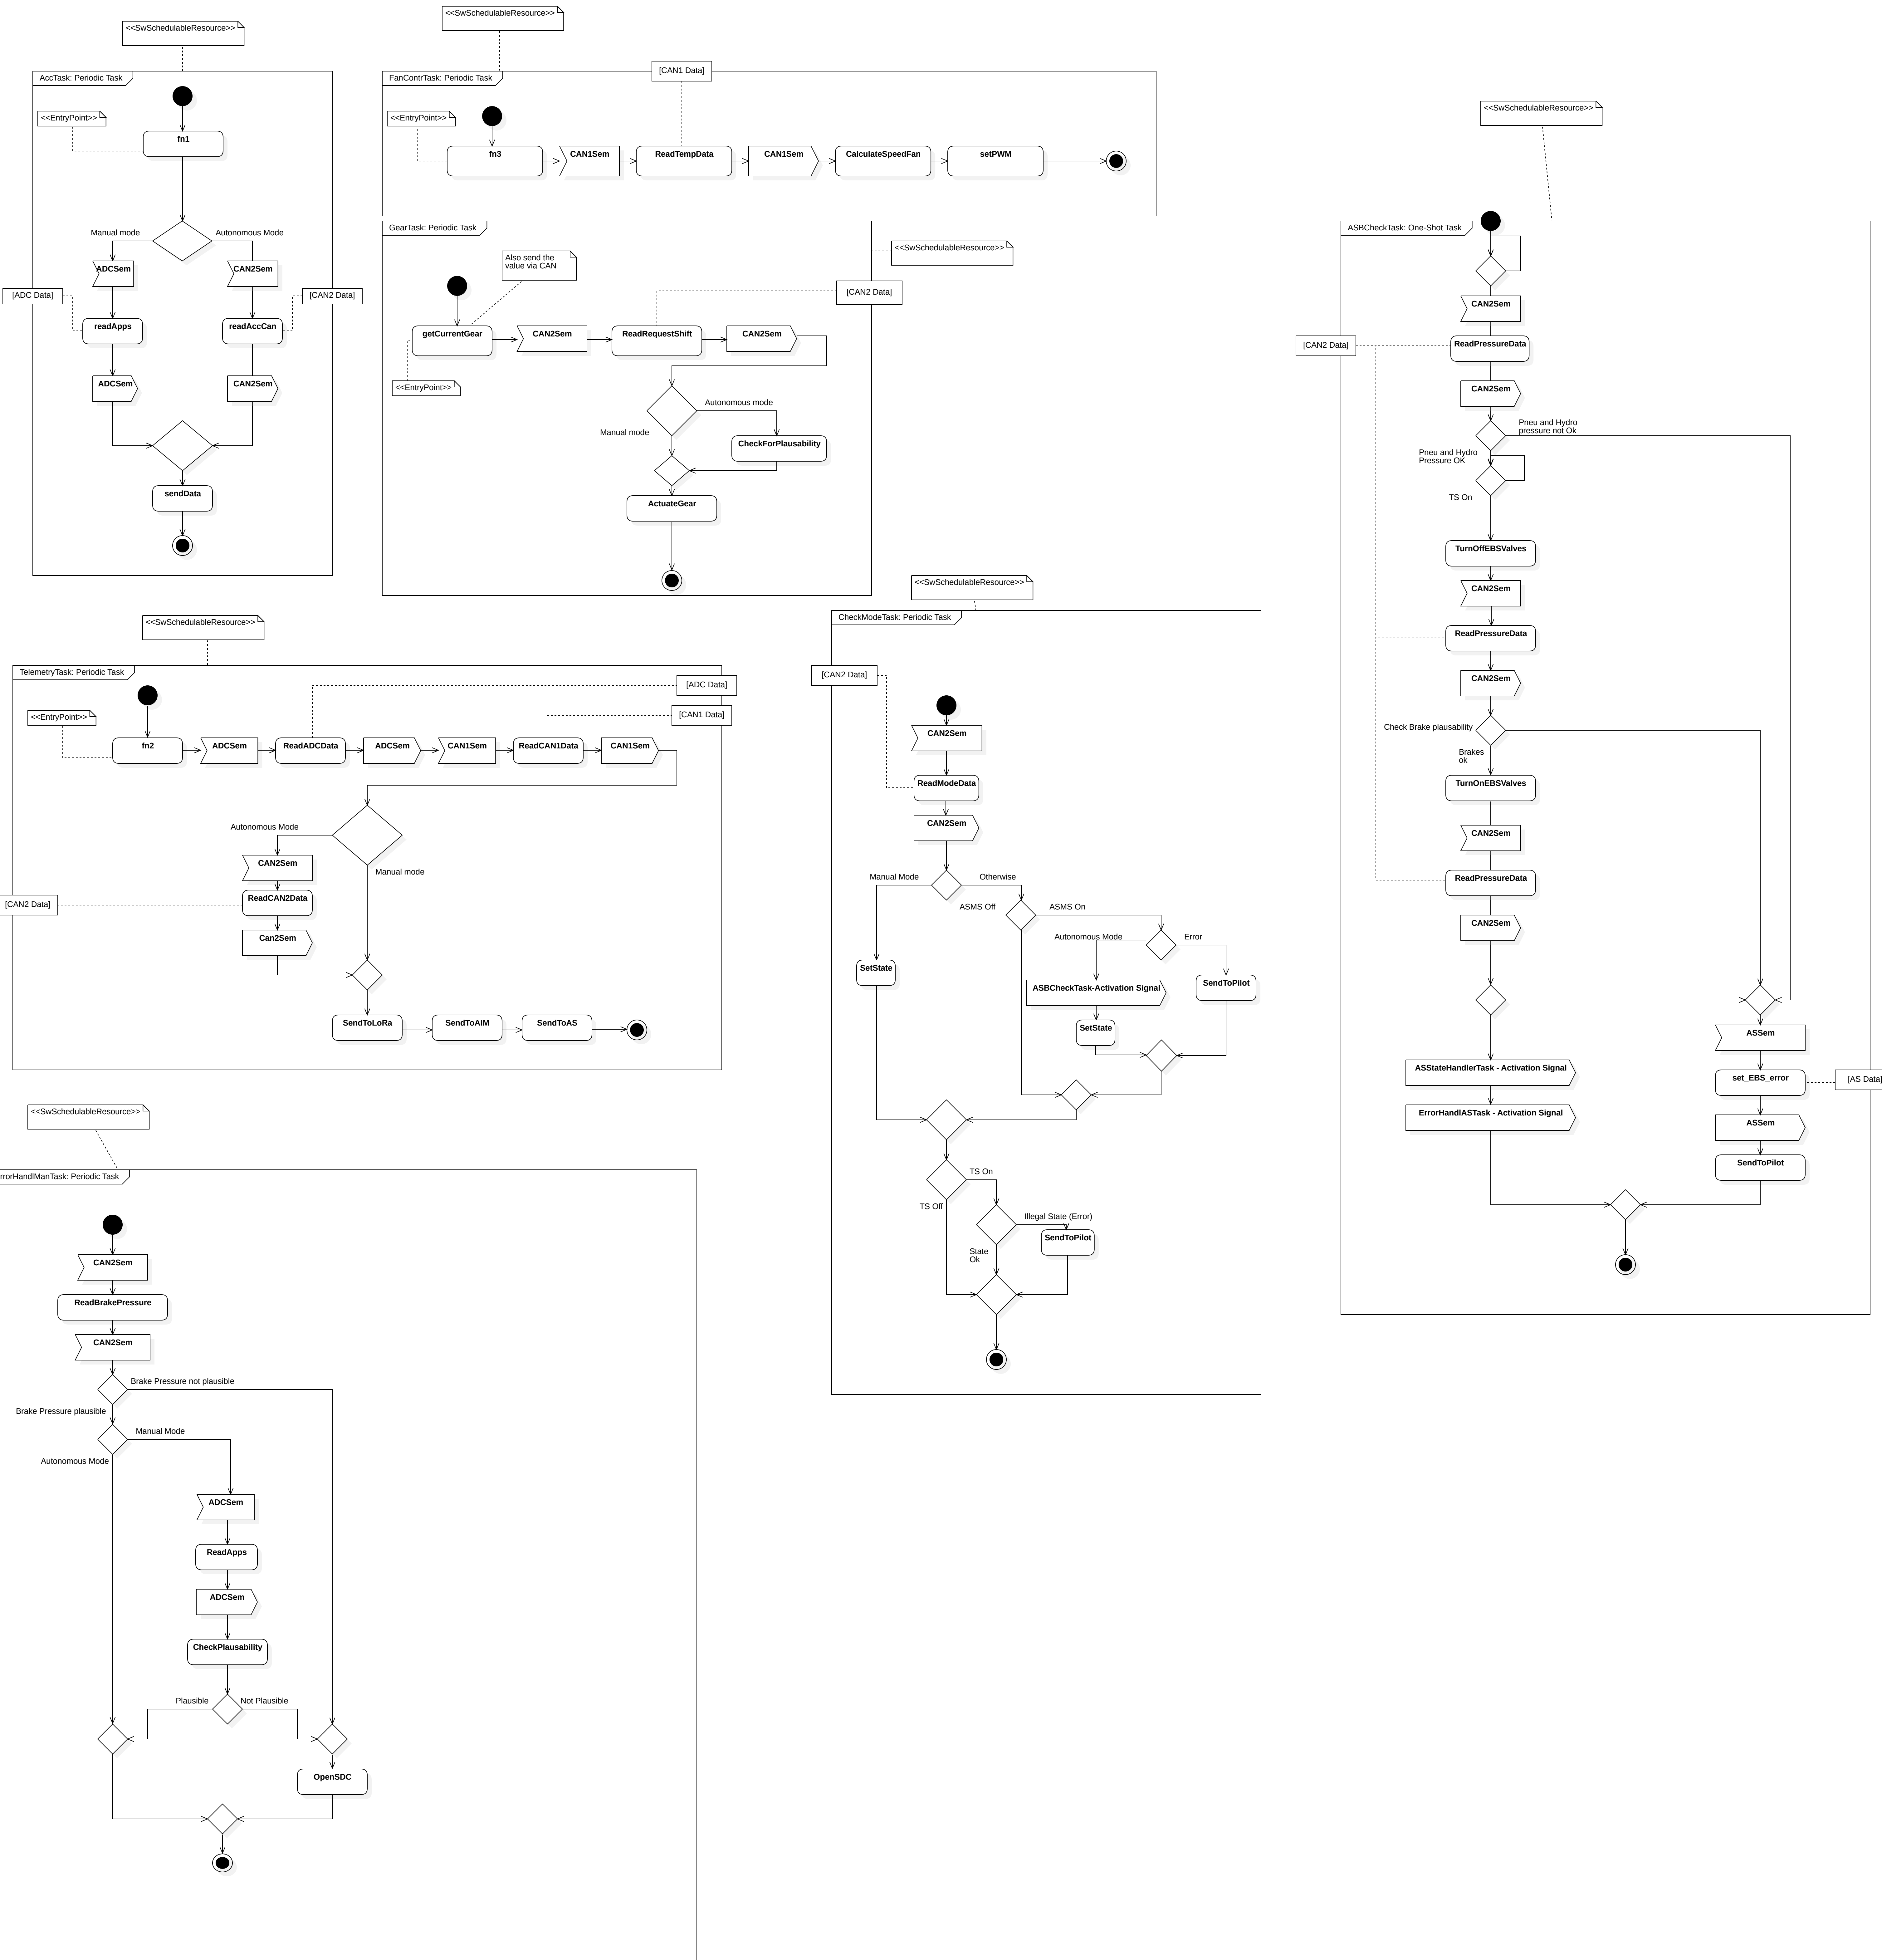 <<SwSchedulableResource>>
AccTask: Periodic Task
<<EntryPoint>>
fn1
Manual mode
Autonomous Mode
ADCSem
CAN2Sem
[ADC Data]
[CAN2 Data]
readApps
readAccCan
ADCSem
CAN2Sem
sendData
<<SwSchedulableResource>>
FanContrTask: Periodic Task
[CAN1 Data]
<<EntryPoint>>
fn3
CAN1Sem
ReadTempData
CAN1Sem
CalculateSpeedFan
setPWM
GearTask: Periodic Task
<<SwSchedulableResource>>
Also send the
value via CAN
[CAN2 Data]
getCurrentGear
CAN2Sem
ReadRequestShift
CAN2Sem
<<EntryPoint>>
Autonomous mode
Manual mode
CheckForPlausability
ActuateGear
<<SwSchedulableResource>>
TelemetryTask: Periodic Task
[ADC Data]
[CAN1 Data]
<<EntryPoint>>
fn2
ADCSem
ReadADCData
ADCSem
CAN1Sem
ReadCAN1Data
CAN1Sem
Autonomous Mode
CAN2Sem
Manual mode
ReadCAN2Data
[CAN2 Data]
Can2Sem
SendToLoRa
SendToAIM
SendToAS
<<SwSchedulableResource>>
CheckModeTask: Periodic Task
[CAN2 Data]
CAN2Sem
ReadModeData
CAN2Sem
Manual Mode
Otherwise
ASMS Off
ASMS On
Autonomous Mode
Error
SetState
ASBCheckTask-Activation Signal
SendToPilot
SetState
TS On
TS Off
Illegal State (Error)
SendToPilot
State
Ok
<<SwSchedulableResource>>
ASBCheckTask: One-Shot Task
CAN2Sem
[CAN2 Data]
ReadPressureData
CAN2Sem
Pneu and Hydro
pressure not Ok
Pneu and Hydro
Pressure OK
TS On
TurnOffEBSValves
CAN2Sem
ReadPressureData
CAN2Sem
Check Brake plausability
Brakes
ok
TurnOnEBSValves
CAN2Sem
ReadPressureData
CAN2Sem
ASSem
ASStateHandlerTask - Activation Signal
set_EBS_error
[AS Data]
ErrorHandlASTask - Activation Signal
ASSem
SendToPilot
<<SwSchedulableResource>>
rrorHandlManTask: Periodic Task
CAN2Sem
ReadBrakePressure
CAN2Sem
Brake Pressure not plausible
Brake Pressure plausible
Manual Mode
Autonomous Mode
ADCSem
ReadApps
ADCSem
CheckPlausability
Plausible
Not Plausible
OpenSDC